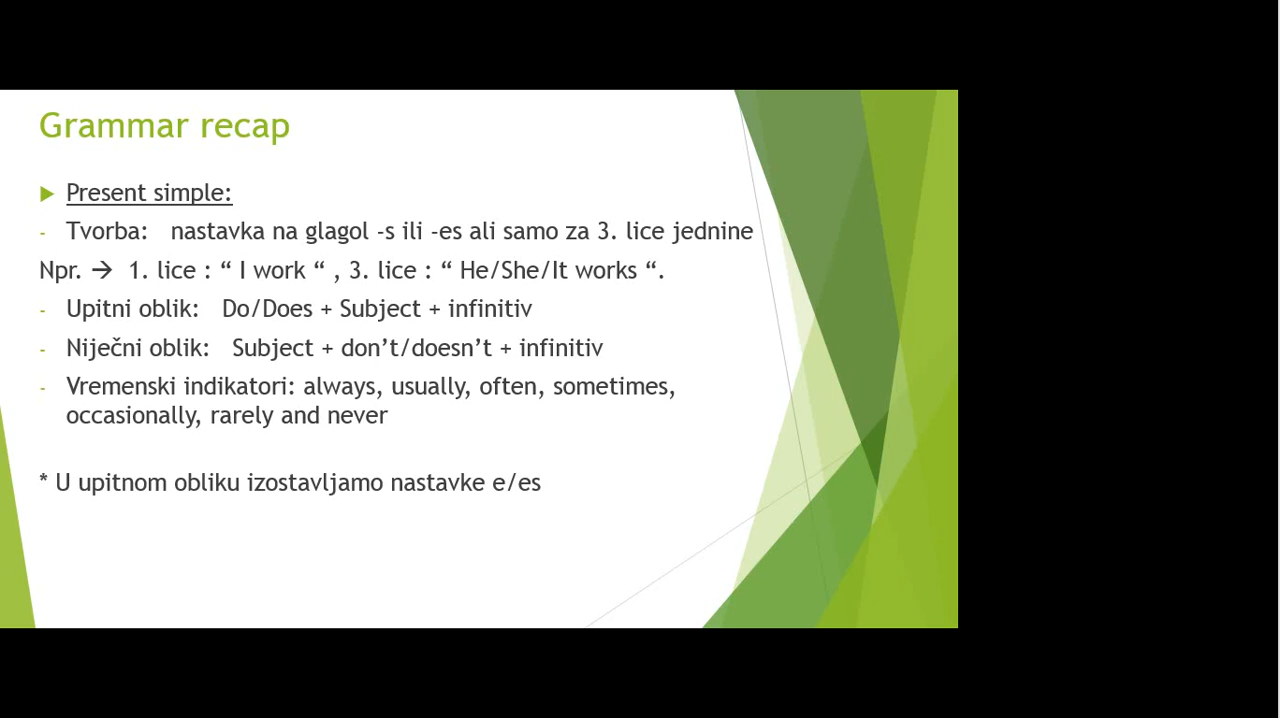 Grammar recap
Present simple:
- Tvorba: nastavka na glagol -s ili -es ali samo za 3. lice jednine
Npr. → 1. lice : “ I work “ , 3. lice : “ He/She/It works “.
- Upitni oblik: Do/Does + Subject + infinitiv
- Niječni oblik: Subject + don’t/doesn’t + infinitiv
- Vremenski indikatori: always, usually, often, sometimes,
occasionally, rarely and never
* U upitnom obliku izostavljamo nastavke e/es